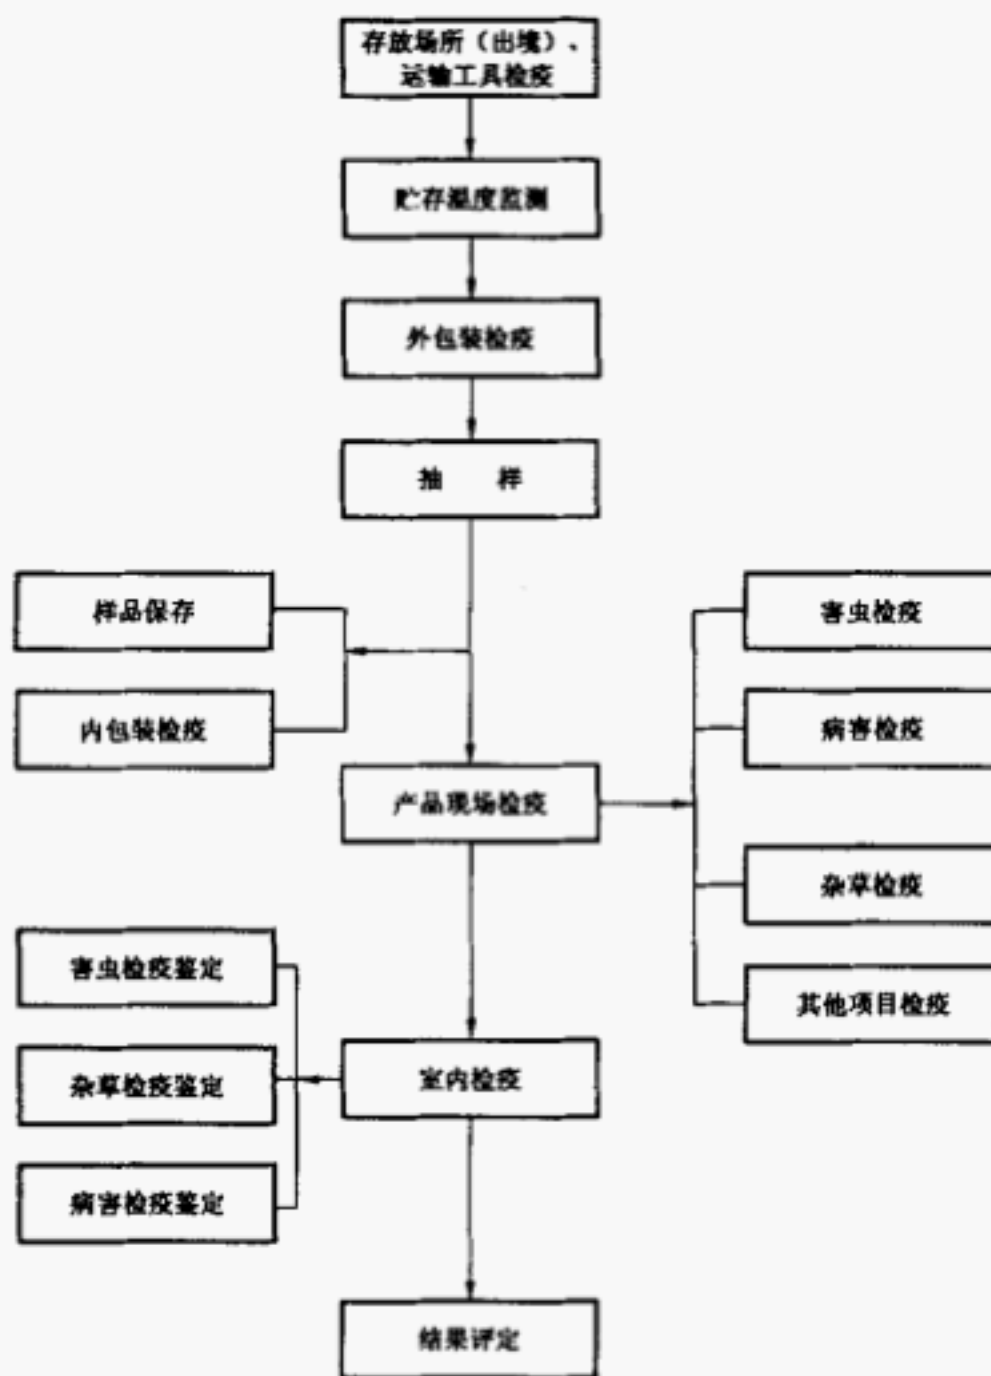 存放场所（出境）、
运输工具检疫
贮存温度监测
外包装检疫
抽 样
样品保存
内包装检疫
害虫检疫
病害检疫
产品现场检疫
杂草检疫
其他项目检疫
害虫检疫鉴定
杂草检疫鉴定
病害检疫鉴定
室内检疫
结果评定